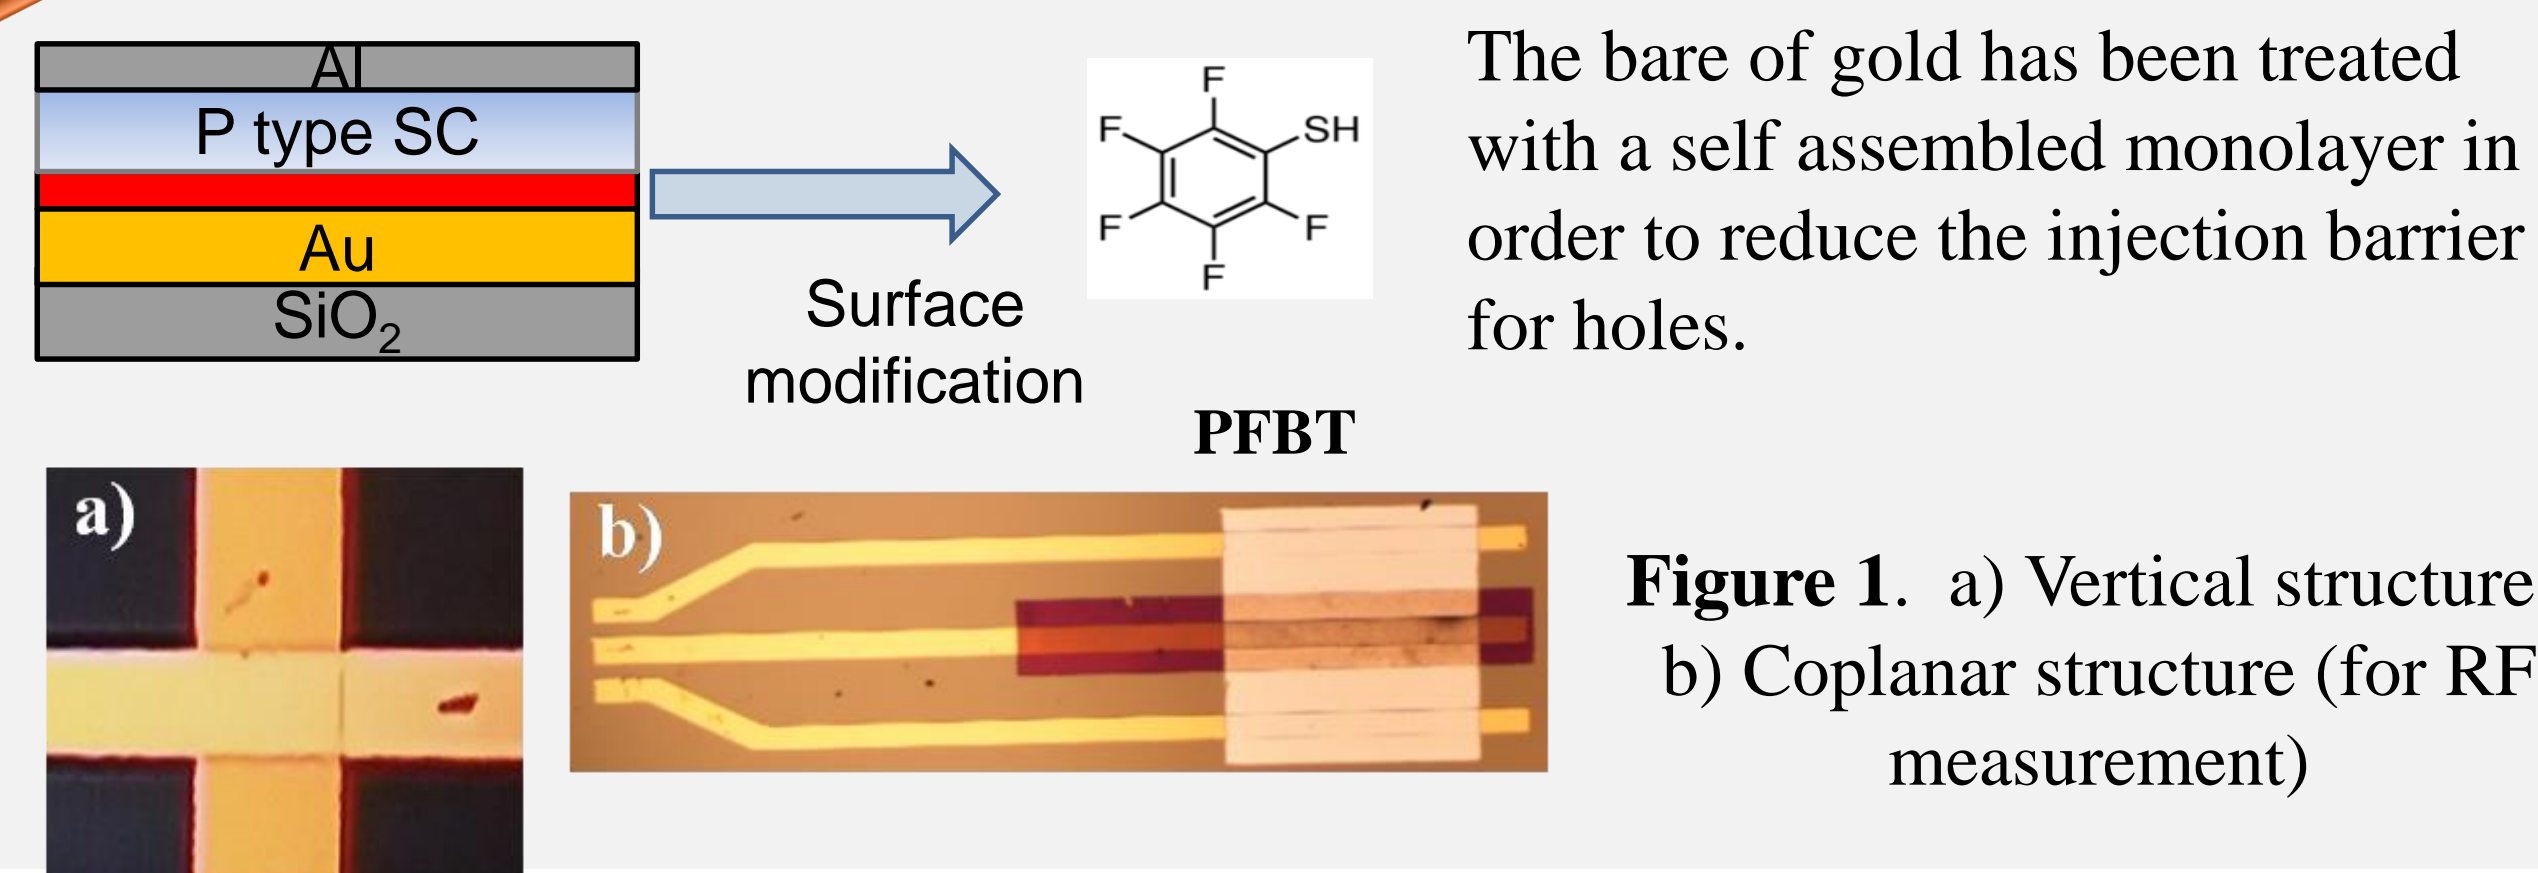 Al
P type SC
Au
SiO₂
Surface
modification
F
F
SH
F
F
F
PFBT
The bare of gold has been treated
with a self assembled monolayer in
order to reduce the injection barrier
for holes.
a)
b)
Figure 1. a) Vertical structure
b) Coplanar structure (for RF
measurement)